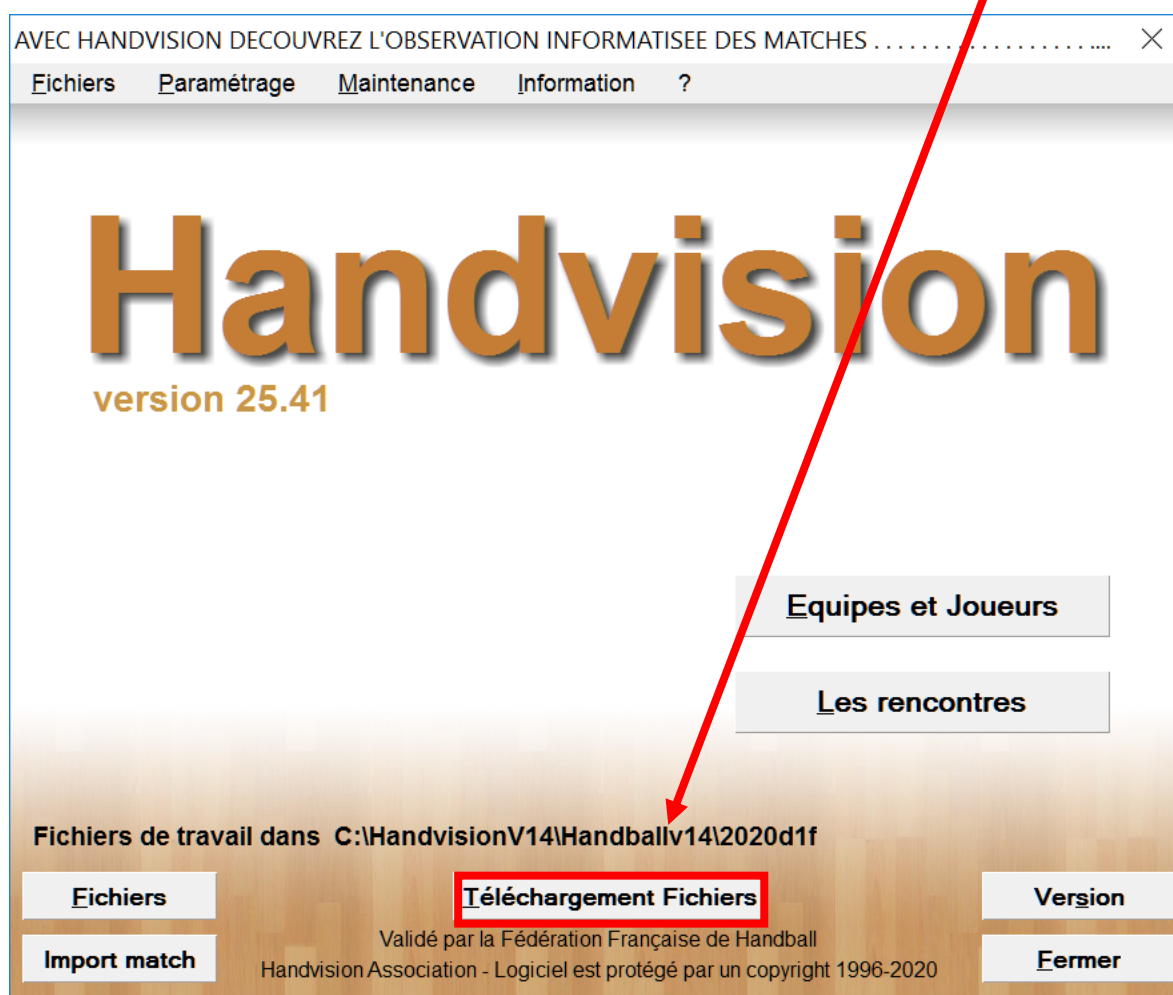 AVEC HANDVISION DECOUVREZ L'OBSERVATION INFORMATISEE DES MATCHES . . . . . . . . . . . . . . . . . . . ....
Fichiers Paramétrage Maintenance Information ?
Handvision
version 25.41
Equipes et Joueurs
Les rencontres
Fichiers de travail dans C:\HandvisionV14\Handballv14\2020d1f
Fichiers Téléchargement Fichiers Version
Validé par la Fédération Française de Handball
Import match Handvision Association - Logiciel est protégé par un copyright 1996-2020 Fermer